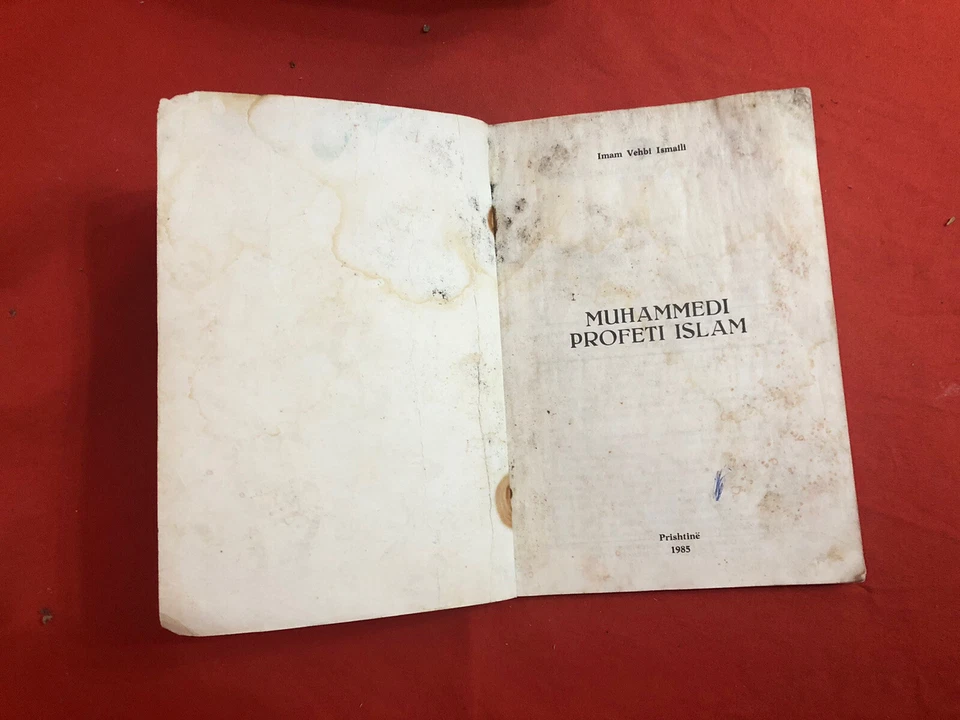 Imam Vehbi Ismaili
MUHAMMEDI
PROFETI ISLAM
Prishtinë
1985